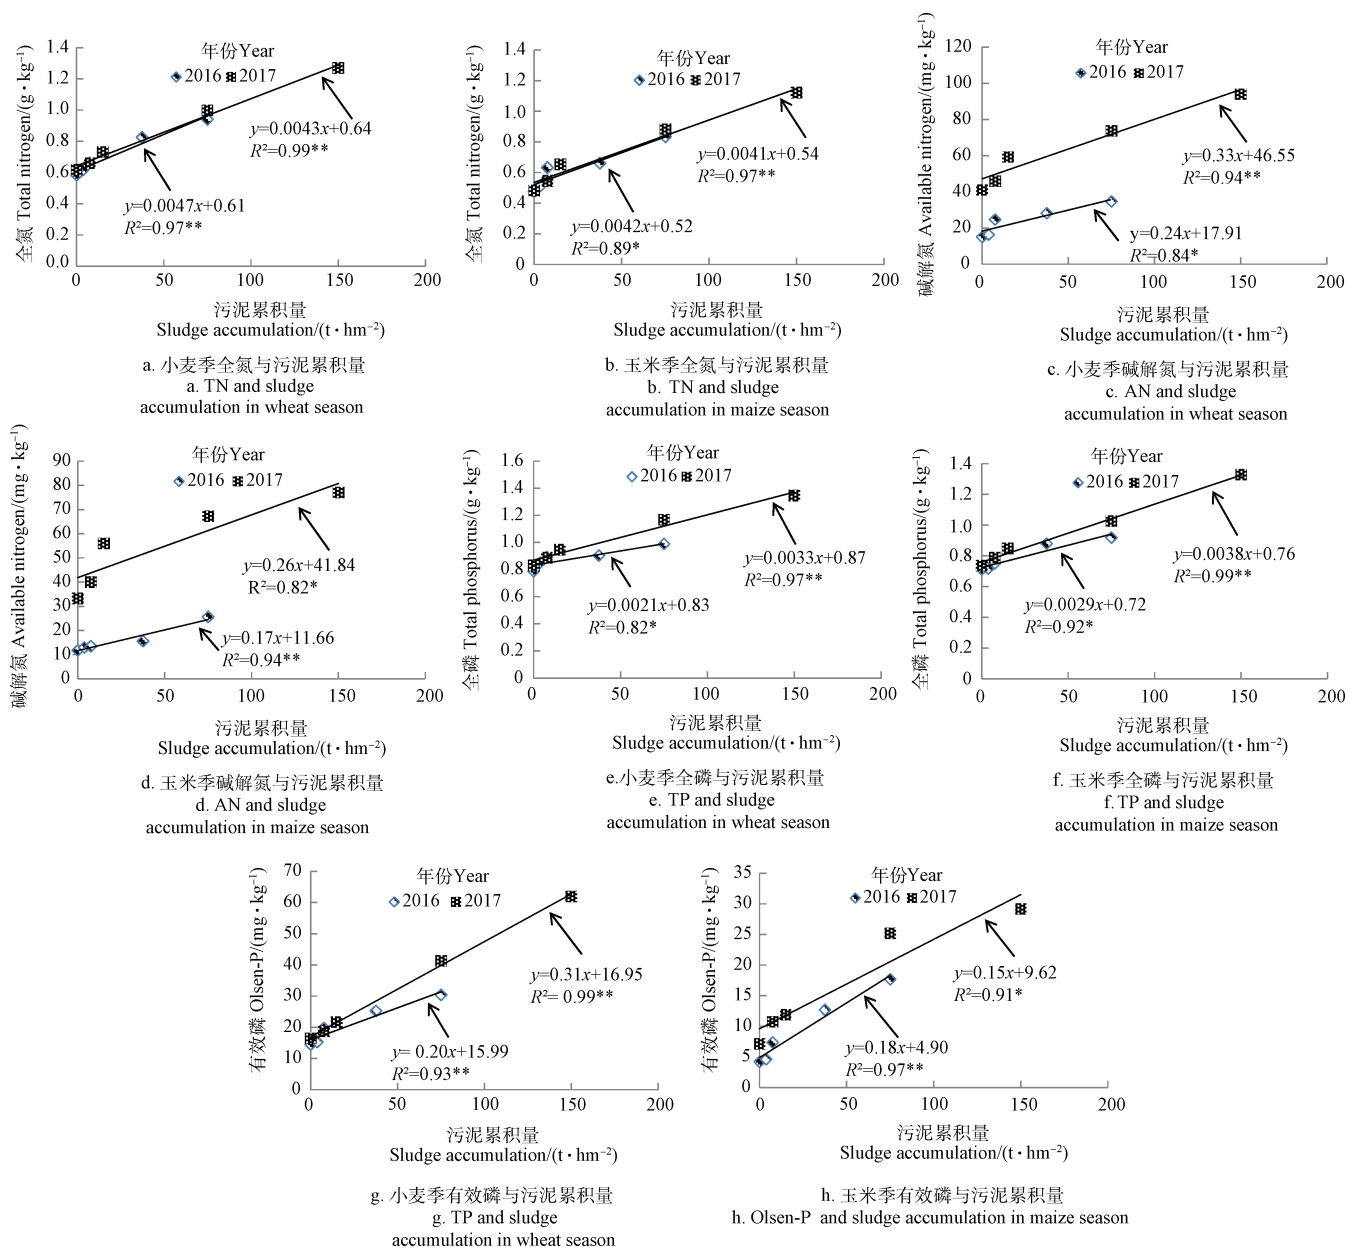 全氮 Total nitrogen/(g·kg⁻¹)
1.4
1.2
1.0
0.8
0.6
0.4
0.2
0.0
年份Year
2016 2017
y=0.0043x+0.64
R²=0.99**
y=0.0047x+0.61
R²=0.97**
0 50 100 150 200
污泥累积量
Sludge accumulation/(t·hm⁻²)
a. 小麦季全氮与污泥累积量
a. TN and sludge
accumulation in wheat season
全氮 Total nitrogen/(g·kg⁻¹)
1.4
1.2
1.0
0.8
0.6
0.4
0.2
0
年份Year
2016 2017
y=0.0041x+0.54
R²=0.97**
y=0.0042x+0.52
R²=0.89*
0 50 100 150 200
污泥累积量
Sludge accumulation/(t·hm⁻²)
b. 玉米季全氮与污泥累积量
b. TN and sludge
accumulation in maize season
碱解氮 Available nitrogen/(mg·kg⁻¹)
120
100
80
60
40
20
0
年份Year
2016 2017
y=0.33x+46.55
R²=0.94**
y=0.24x+17.91
R²=0.84*
0 50 100 150 200
污泥累积量
Sludge accumulation/(t·hm⁻²)
c. 小麦季碱解氮与污泥累积量
c. AN and sludge
accumulation in wheat season
碱解氮 Available nitrogen/(mg·kg⁻¹)
90
80
70
60
50
40
30
20
10
0
年份Year
2016 2017
y=0.26x+41.84
R²=0.82*
y=0.17x+11.66
R²=0.94**
0 50 100 150 200
污泥累积量
Sludge accumulation/(t·hm⁻²)
d. 玉米季碱解氮与污泥累积量
d. AN and sludge
accumulation in maize season
全磷 Total phosphorus/(g·kg⁻¹)
1.6
1.4
1.2
1.0
0.8
0.6
0.4
0.2
0
年份Year
2016 2017
y=0.0033x+0.87
R²=0.97**
y=0.0021x+0.83
R²=0.82*
0 50 100 150 200
污泥累积量
Sludge accumulation/(t·hm⁻²)
e.小麦季全磷与污泥累积量
e. TP and sludge
accumulation in wheat season
全磷 Total phosphorus/(g·kg⁻¹)
1.4
1.2
1.0
0.8
0.6
0.4
0.2
0
年份Year
2016 2017
y=0.0038x+0.76
R²=0.99**
y=0.0029x+0.72
R²=0.92*
0 50 100 150 200
污泥累积量
Sludge accumulation/(t·hm⁻²)
f. 玉米季全磷与污泥累积量
f. TP and sludge
accumulation in maize season
有效磷 Olsen-P/(mg·kg⁻¹)
70
60
50
40
30
20
10
0
年份Year
2016 2017
y=0.31x+16.95
R²= 0.99**
y= 0.20x+15.99
R²=0.93**
0 50 100 150 200
污泥累积量
Sludge accumulation/(t·hm⁻²)
g. 小麦季有效磷与污泥累积量
g. TP and sludge
accumulation in wheat season
有效磷 Olsen-P/(mg·kg⁻¹)
35
30
25
20
15
10
5
0
年份Year
2016 2017
y=0.15x+9.62
R²=0.91*
y=0.18x+4.90
R²=0.97**
0 50 100 150 200
污泥累积量
Sludge accumulation/(t·hm⁻²)
h. 玉米季有效磷与污泥累积量
h. Olsen-P and sludge accumulation in maize season